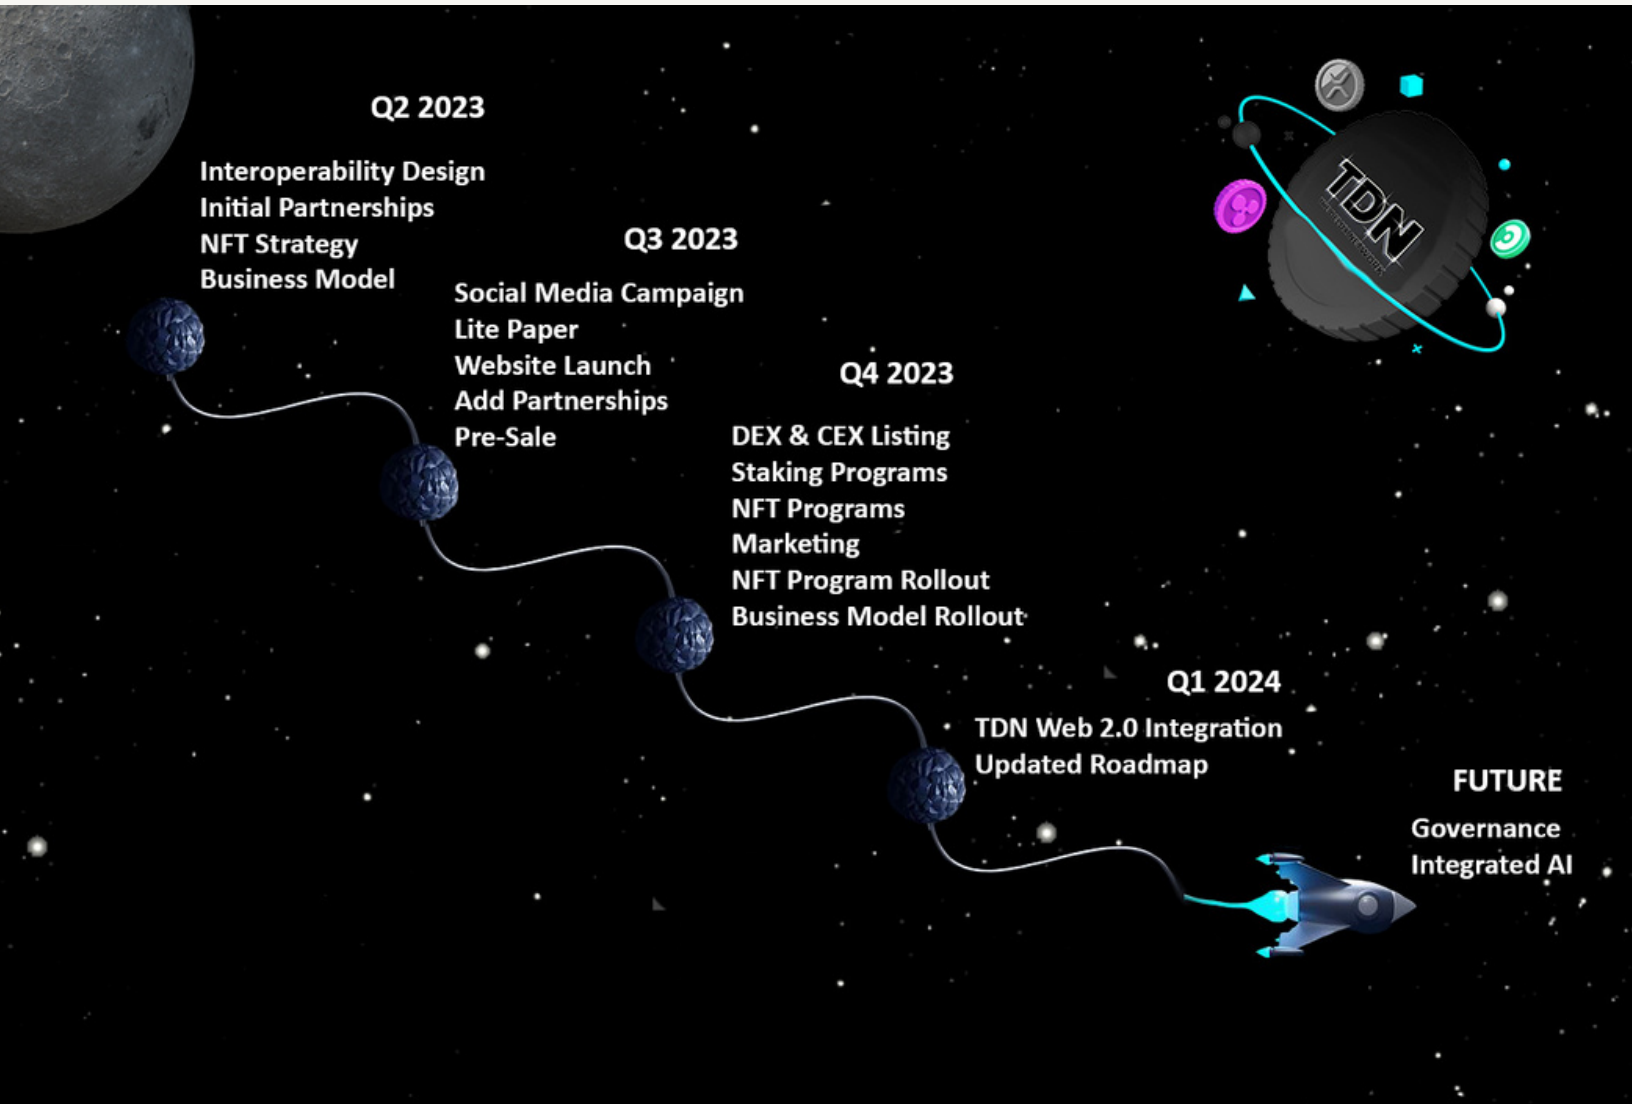 Q2 2023
Interoperability Design
Initial Partnerships
NFT Strategy
Business Model
Q3 2023
Social Media Campaign
Lite Paper
Website Launch
Add Partnerships
Pre-Sale
Q4 2023
DEX & CEX Listing
Staking Programs
NFT Programs
Marketing
NFT Program Rollout
Business Model Rollout
Q1 2024
TDN Web 2.0 Integration
Updated Roadmap
FUTURE
Governance
Integrated AI
TDN